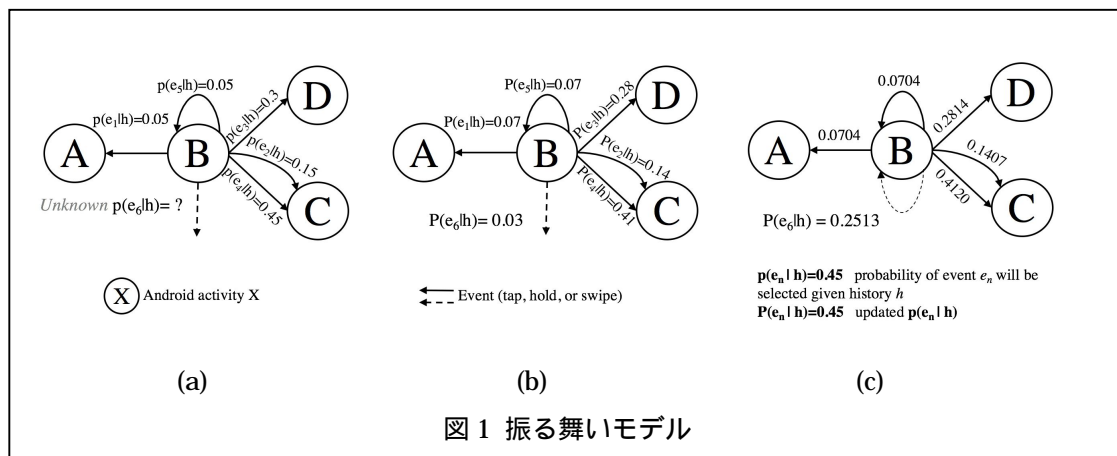 p(e₅|h)=0.05
p(e₁|h)=0.05
p(e₃|h)=0.3
p(e₂|h)=0.15
p(e₄|h)=0.45
A
B
D
C
Unknown p(e₆|h)= ?
P(e₅|h)=0.07
P(e₁|h)=0.07
P(e₃|h)=0.28
P(e₂|h)=0.14
P(e₄|h)=0.41
A
B
D
C
P(e₆|h)= 0.03
0.0704
0.0704
0.2814
0.1407
0.4120
A
B
D
C
P(e₆|h) = 0.2513
X Android activity X
Event (tap, hold, or swipe)
p(eₙ | h)=0.45 probability of event eₙ will be
selected given history h
P(eₙ | h)=0.45 updated p(eₙ | h)
(a)
(b)
(c)
図 1 振る舞いモデル